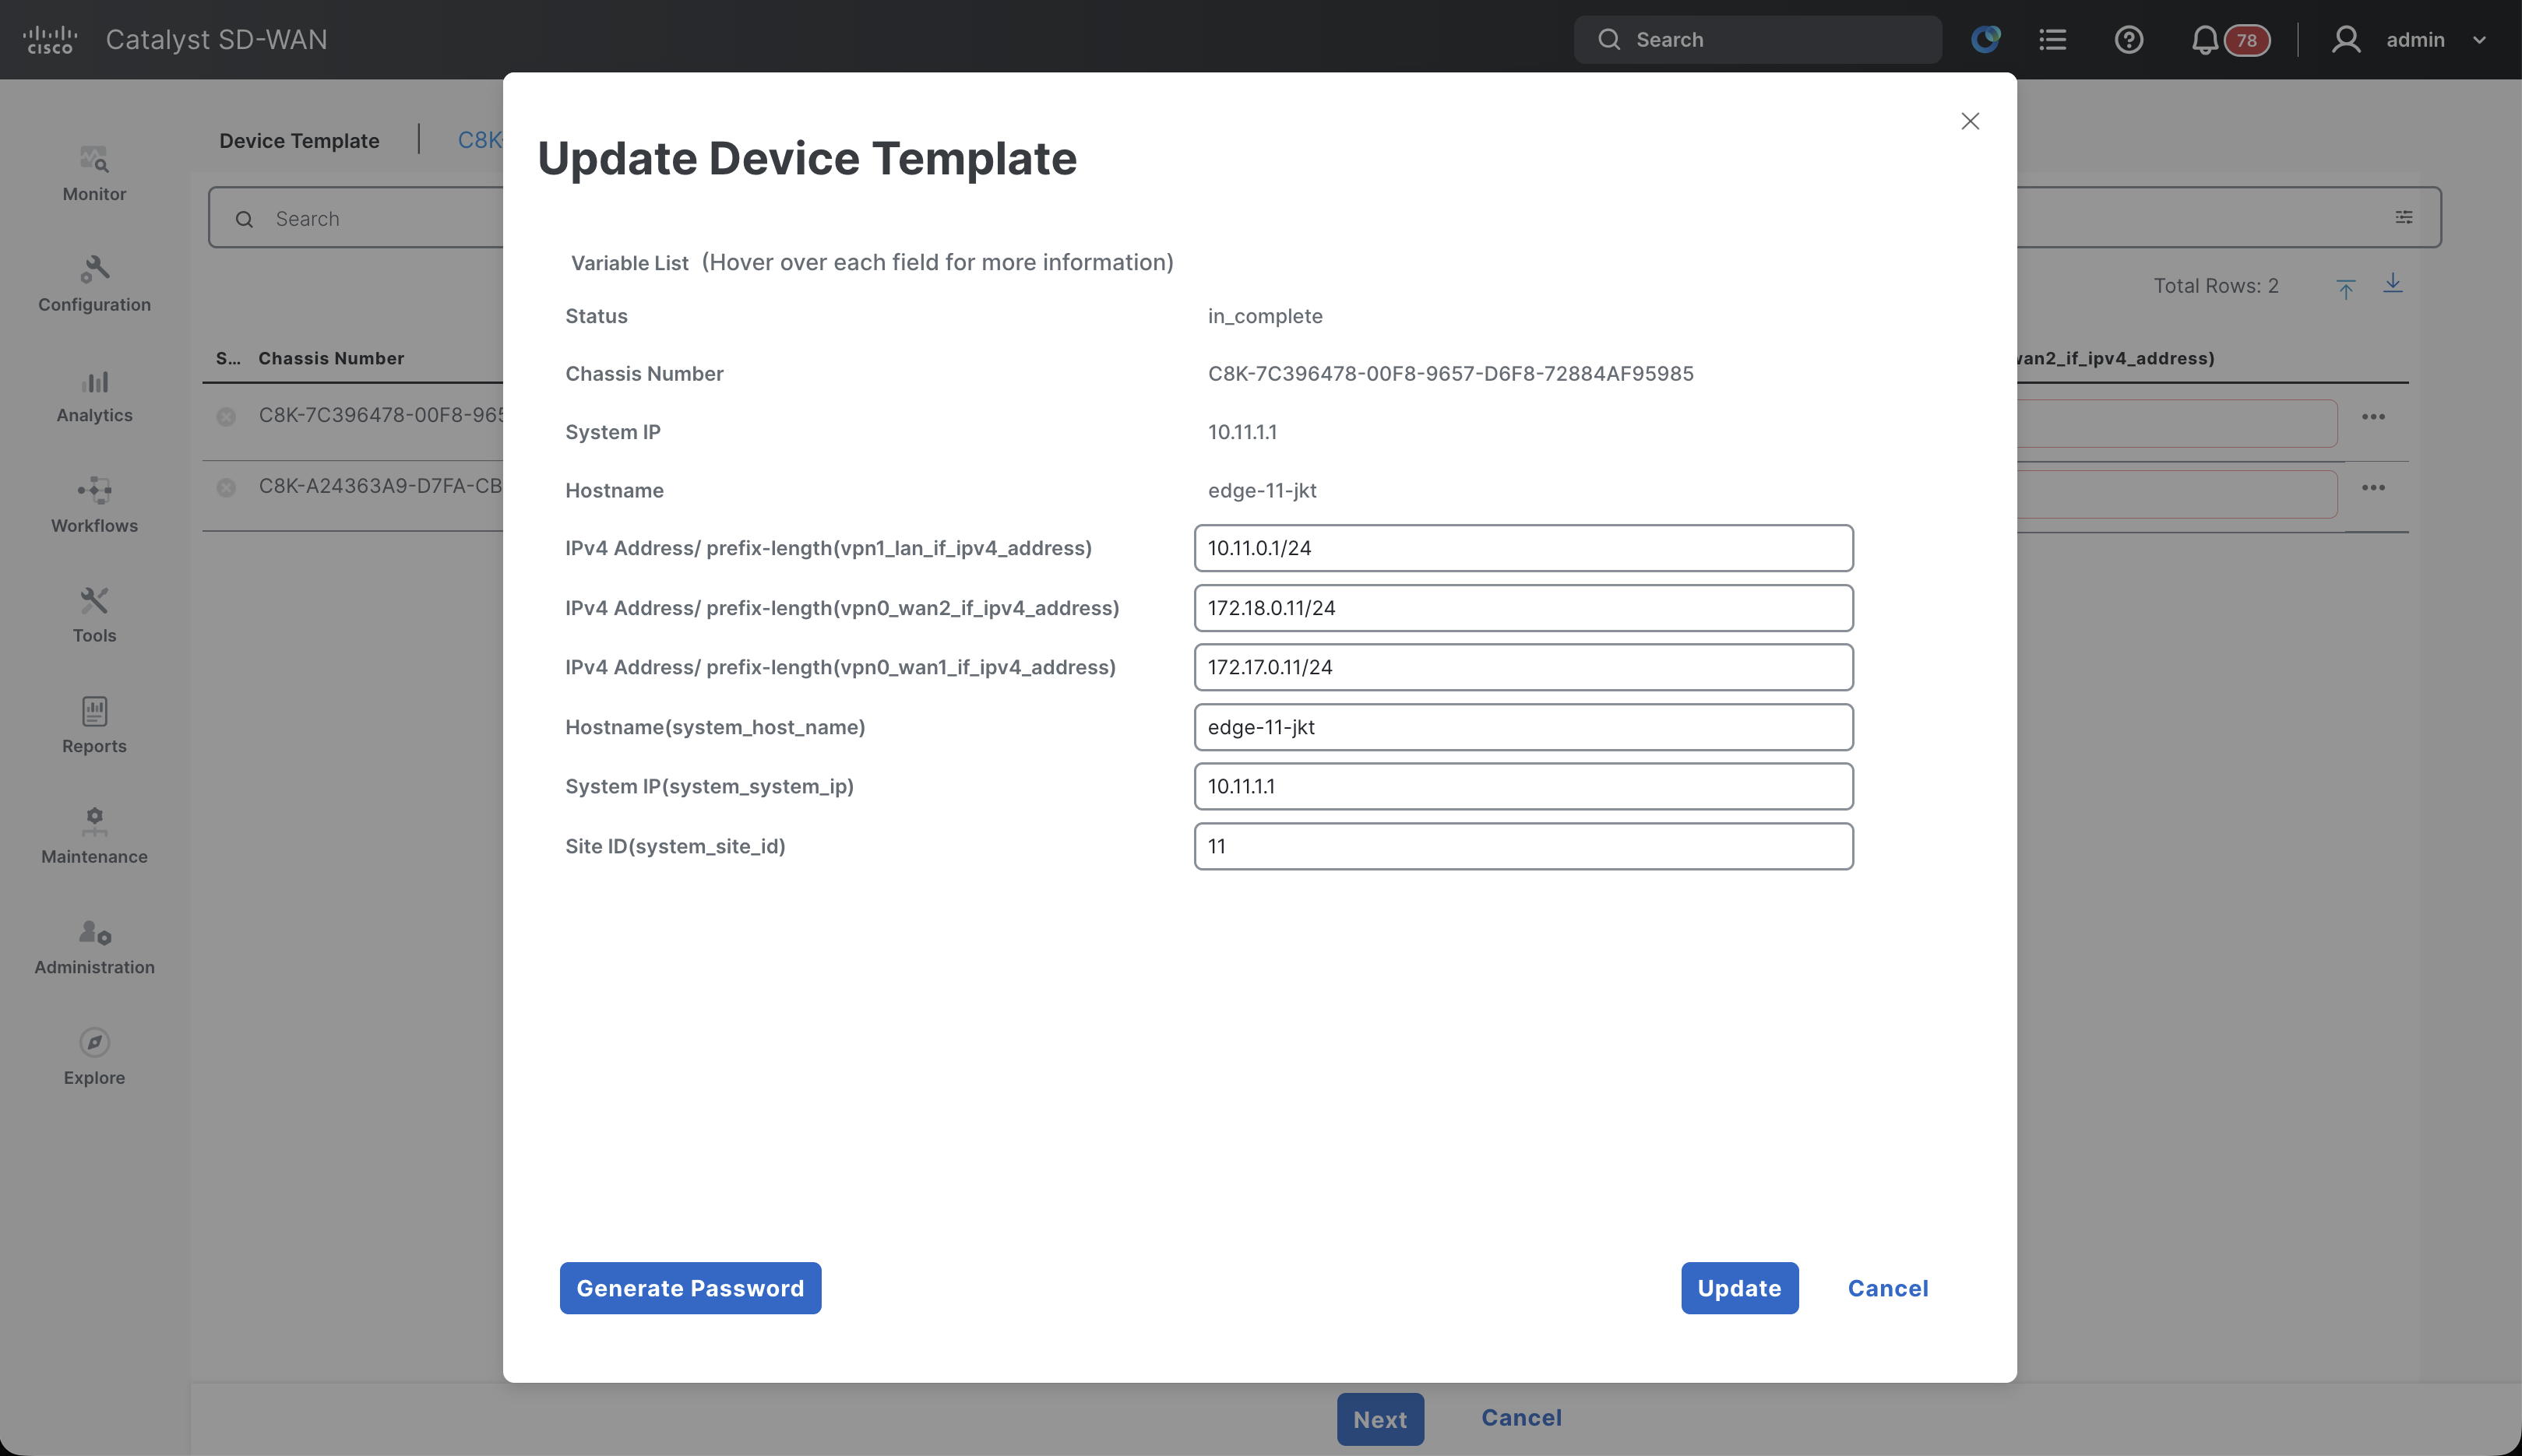 cisco Catalyst SD-WAN Search 78 admin
Monitor
Configuration
Analytics
Workflows
Tools
Reports
Maintenance
Administration
Explore
Device Template C8K-
Search
Total Rows: 2
S... Chassis Number wan2_if_ipv4_address)
C8K-7C396478-00F8-965
C8K-A24363A9-D7FA-CB
Update Device Template
Variable List (Hover over each field for more information)
Status in_complete
Chassis Number C8K-7C396478-00F8-9657-D6F8-72884AF95985
System IP 10.11.1.1
Hostname edge-11-jkt
IPv4 Address/ prefix-length(vpn1_lan_if_ipv4_address) 10.11.0.1/24
IPv4 Address/ prefix-length(vpn0_wan2_if_ipv4_address) 172.18.0.11/24
IPv4 Address/ prefix-length(vpn0_wan1_if_ipv4_address) 172.17.0.11/24
Hostname(system_host_name) edge-11-jkt
System IP(system_system_ip) 10.11.1.1
Site ID(system_site_id) 11
Generate Password Update Cancel
Next Cancel